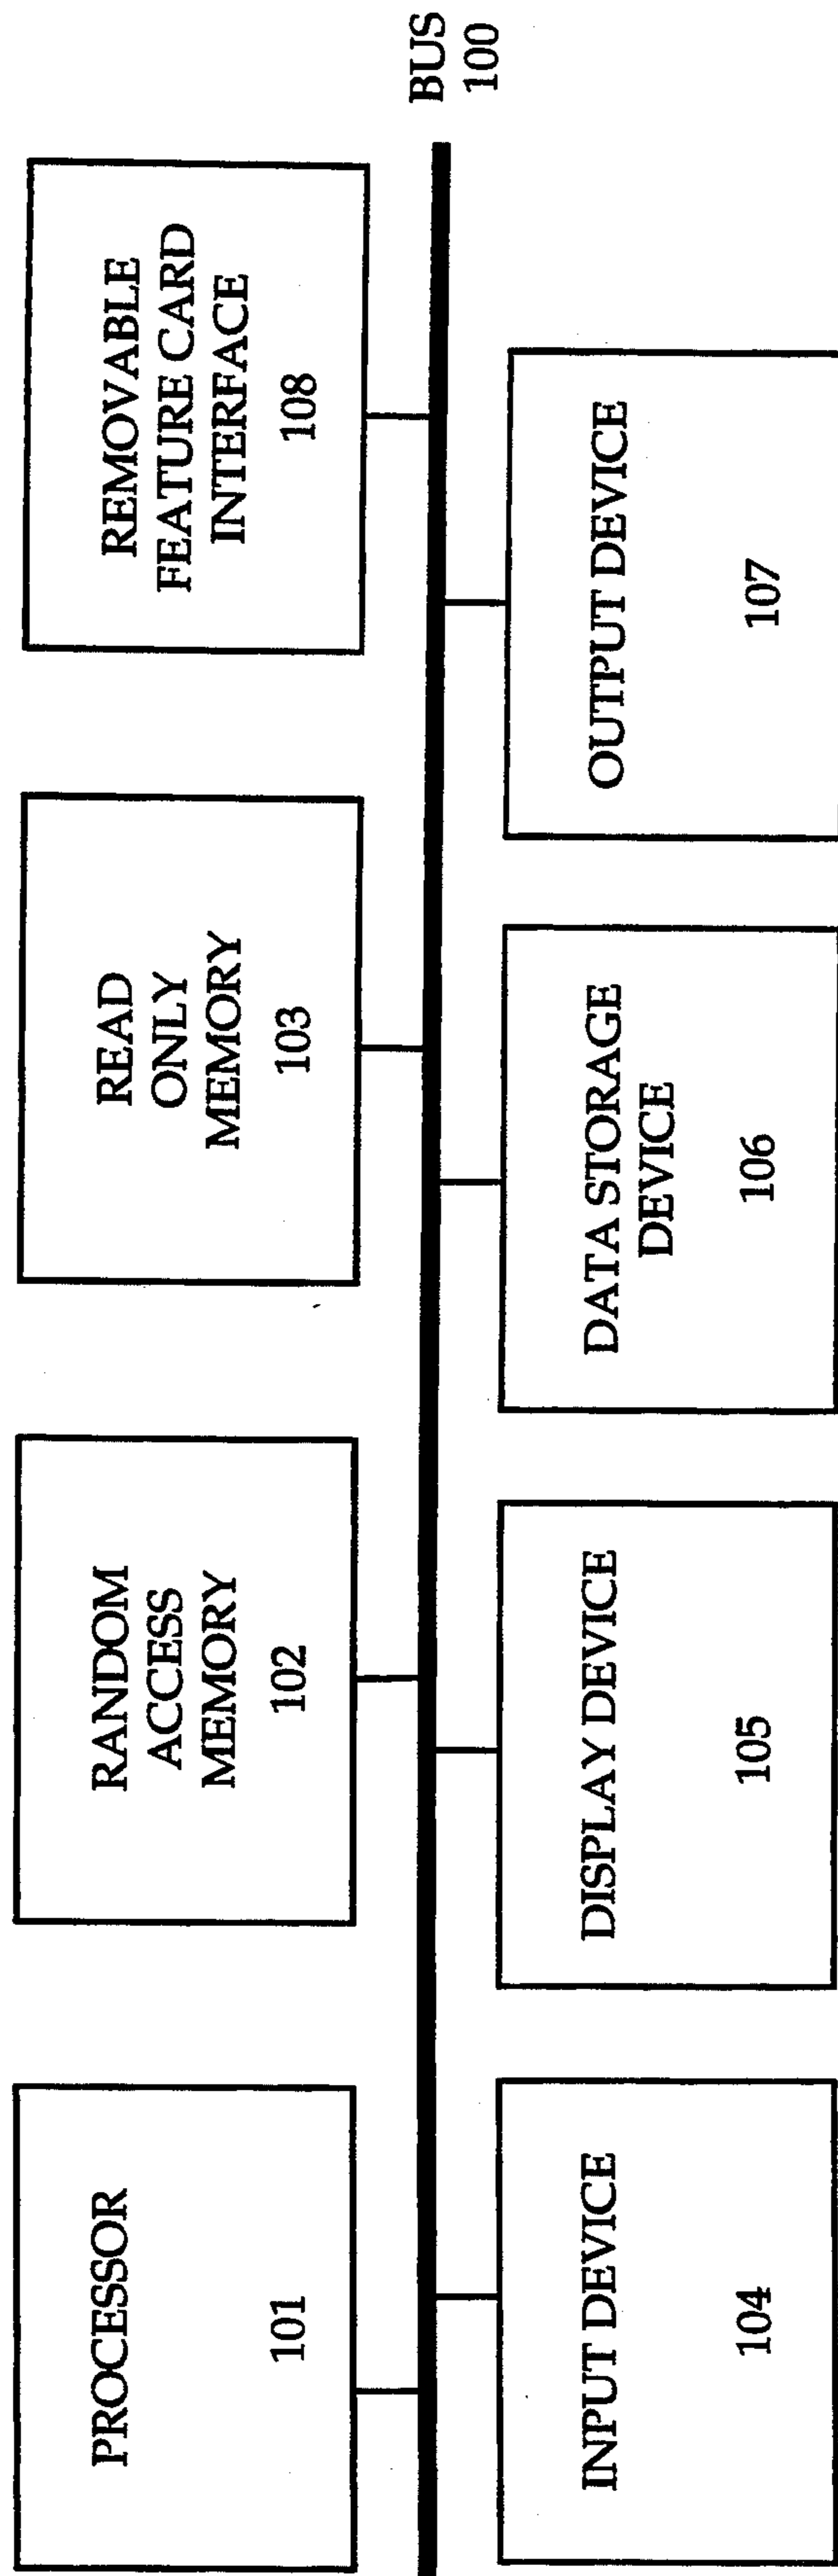 PROCESSOR
101
RANDOM
ACCESS
MEMORY
102
READ
ONLY
MEMORY
103
REMOVABLE
FEATURE CARD
INTERFACE
108
BUS
100
INPUT DEVICE
104
DISPLAY DEVICE
105
DATA STORAGE
DEVICE
106
OUTPUT DEVICE
107